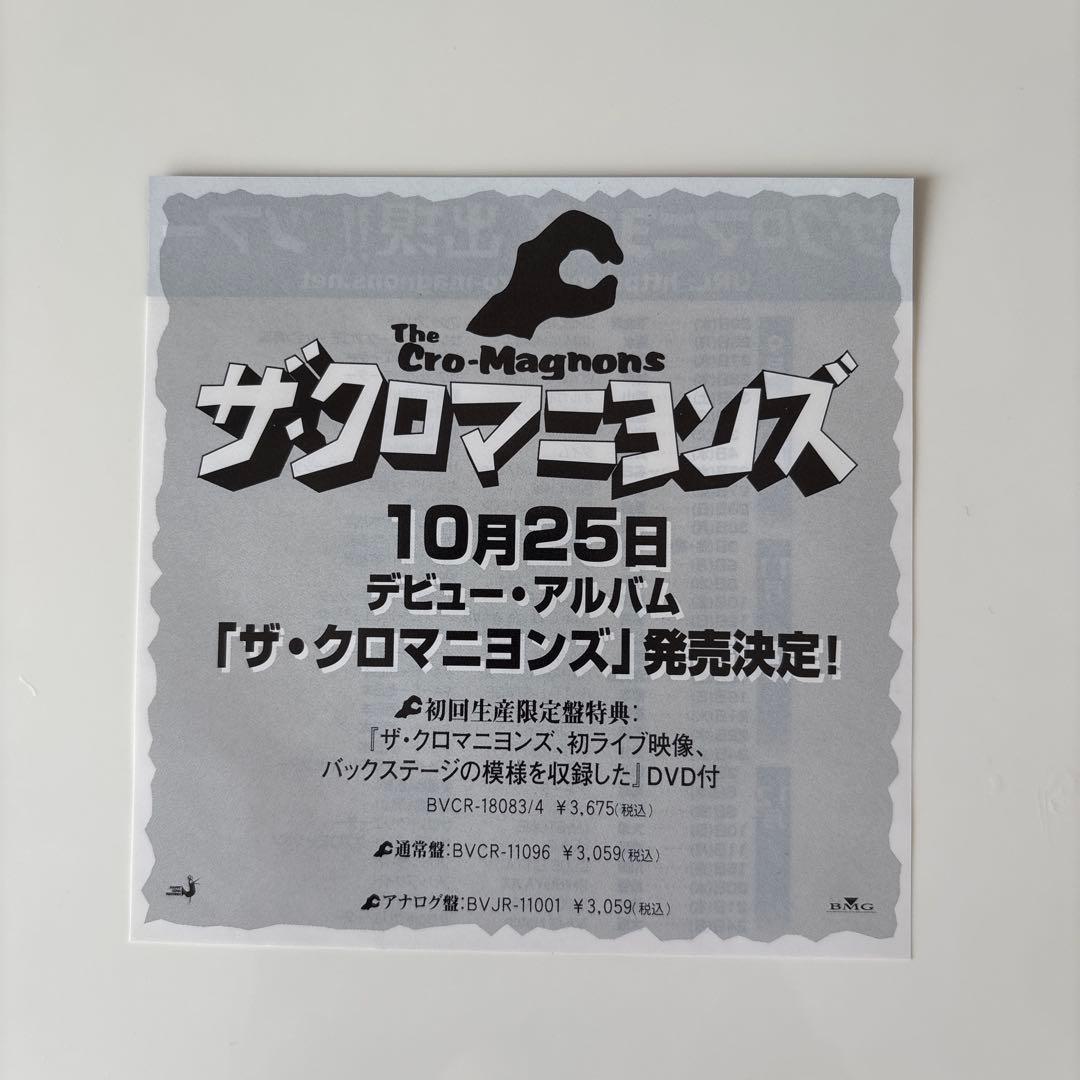 The
Cro-Magnons
ザ・クロマニヨンズ
10月25日
デビュー・アルバム
「ザ・クロマニヨンズ」発売決定!
初回生産限定盤特典:
『ザ・クロマニヨンズ、初ライブ映像、
バックステージの模様を収録した』DVD付
BVCR-18083/4 ¥3,675(税込)
通常盤:BVCR-11096 ¥3,059(税込)
アナログ盤:BVJR-11001 ¥3,059(税込)
BMG